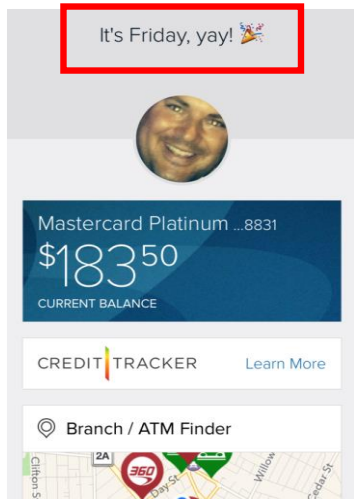 It's Friday, yay! 🎉
Mastercard Platinum ...8831
$183 50
CURRENT BALANCE
CREDIT TRACKER Learn More
Branch / ATM Finder
2A
360
Clifton S
Day St
Willow
Cedar St